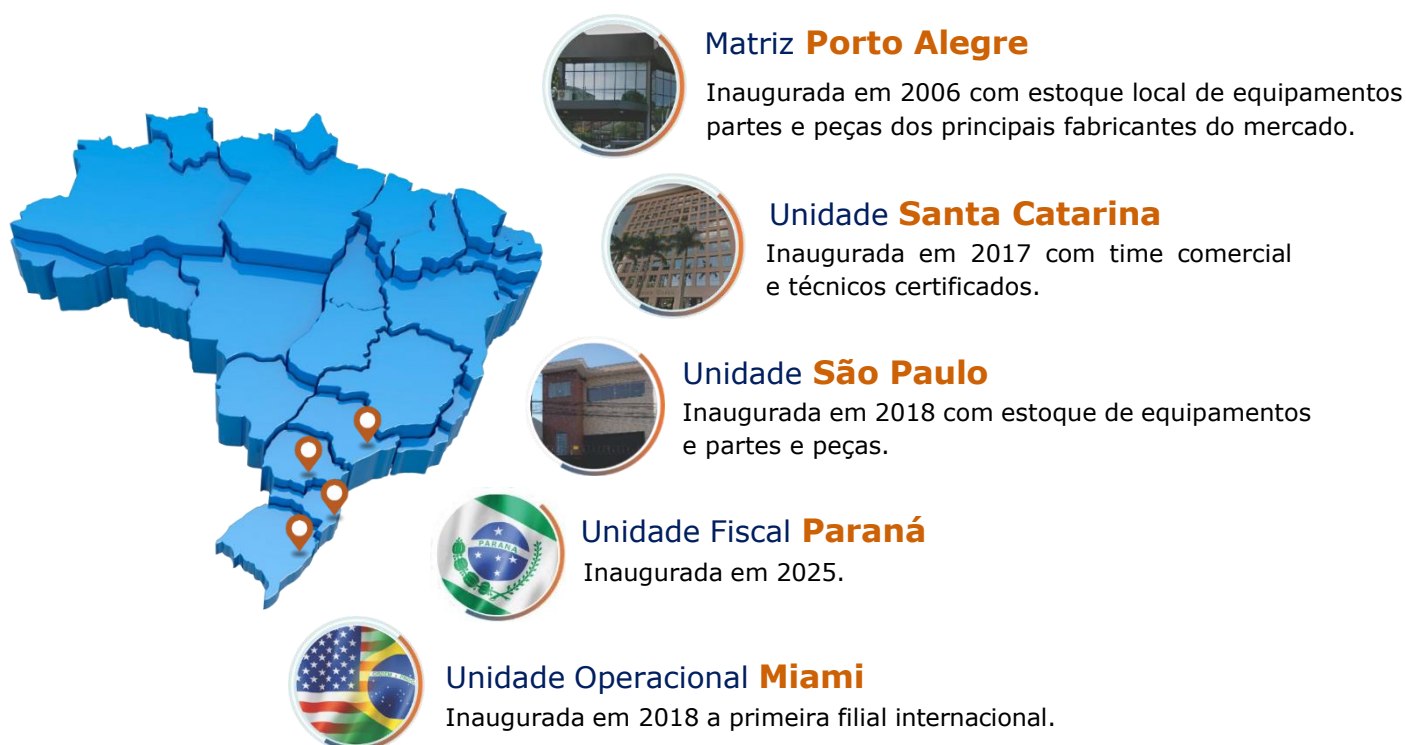 Matriz Porto Alegre
Inaugurada em 2006 com estoque local de equipamentos
partes e peças dos principais fabricantes do mercado.
Unidade Santa Catarina
Inaugurada em 2017 com time comercial
e técnicos certificados.
Unidade São Paulo
Inaugurada em 2018 com estoque de equipamentos
e partes e peças.
Unidade Fiscal Paraná
Inaugurada em 2025.
PARANÁ
Unidade Operacional Miami
Inaugurada em 2018 a primeira filial internacional.